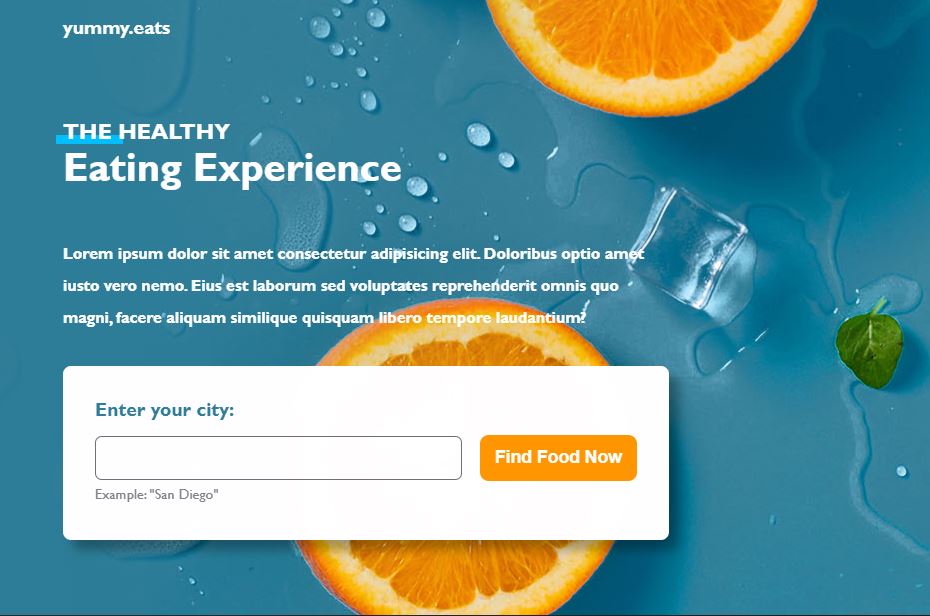 yummy.eats
THE HEALTHY
Eating Experience
Lorem ipsum dolor sit amet consectetur adipisicing elit. Doloribus optio amet
iusto vero nemo. Eius est laborum sed voluptates reprehenderit omnis quo
magni, facere aliquam similique quisquam libero tempore laudantium?
Enter your city:
Find Food Now
Example: "San Diego"